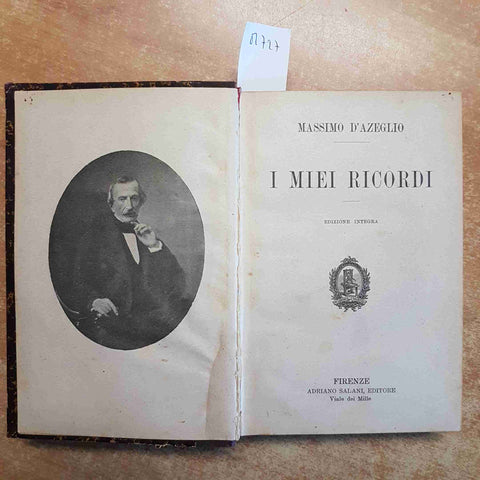 MASSIMO D'AZEGLIO
I MIEI RICORDI
EDIZIONE INTEGRA
FIRENZE
ADRIANO SALANI, EDITORE
Viale dei Mille